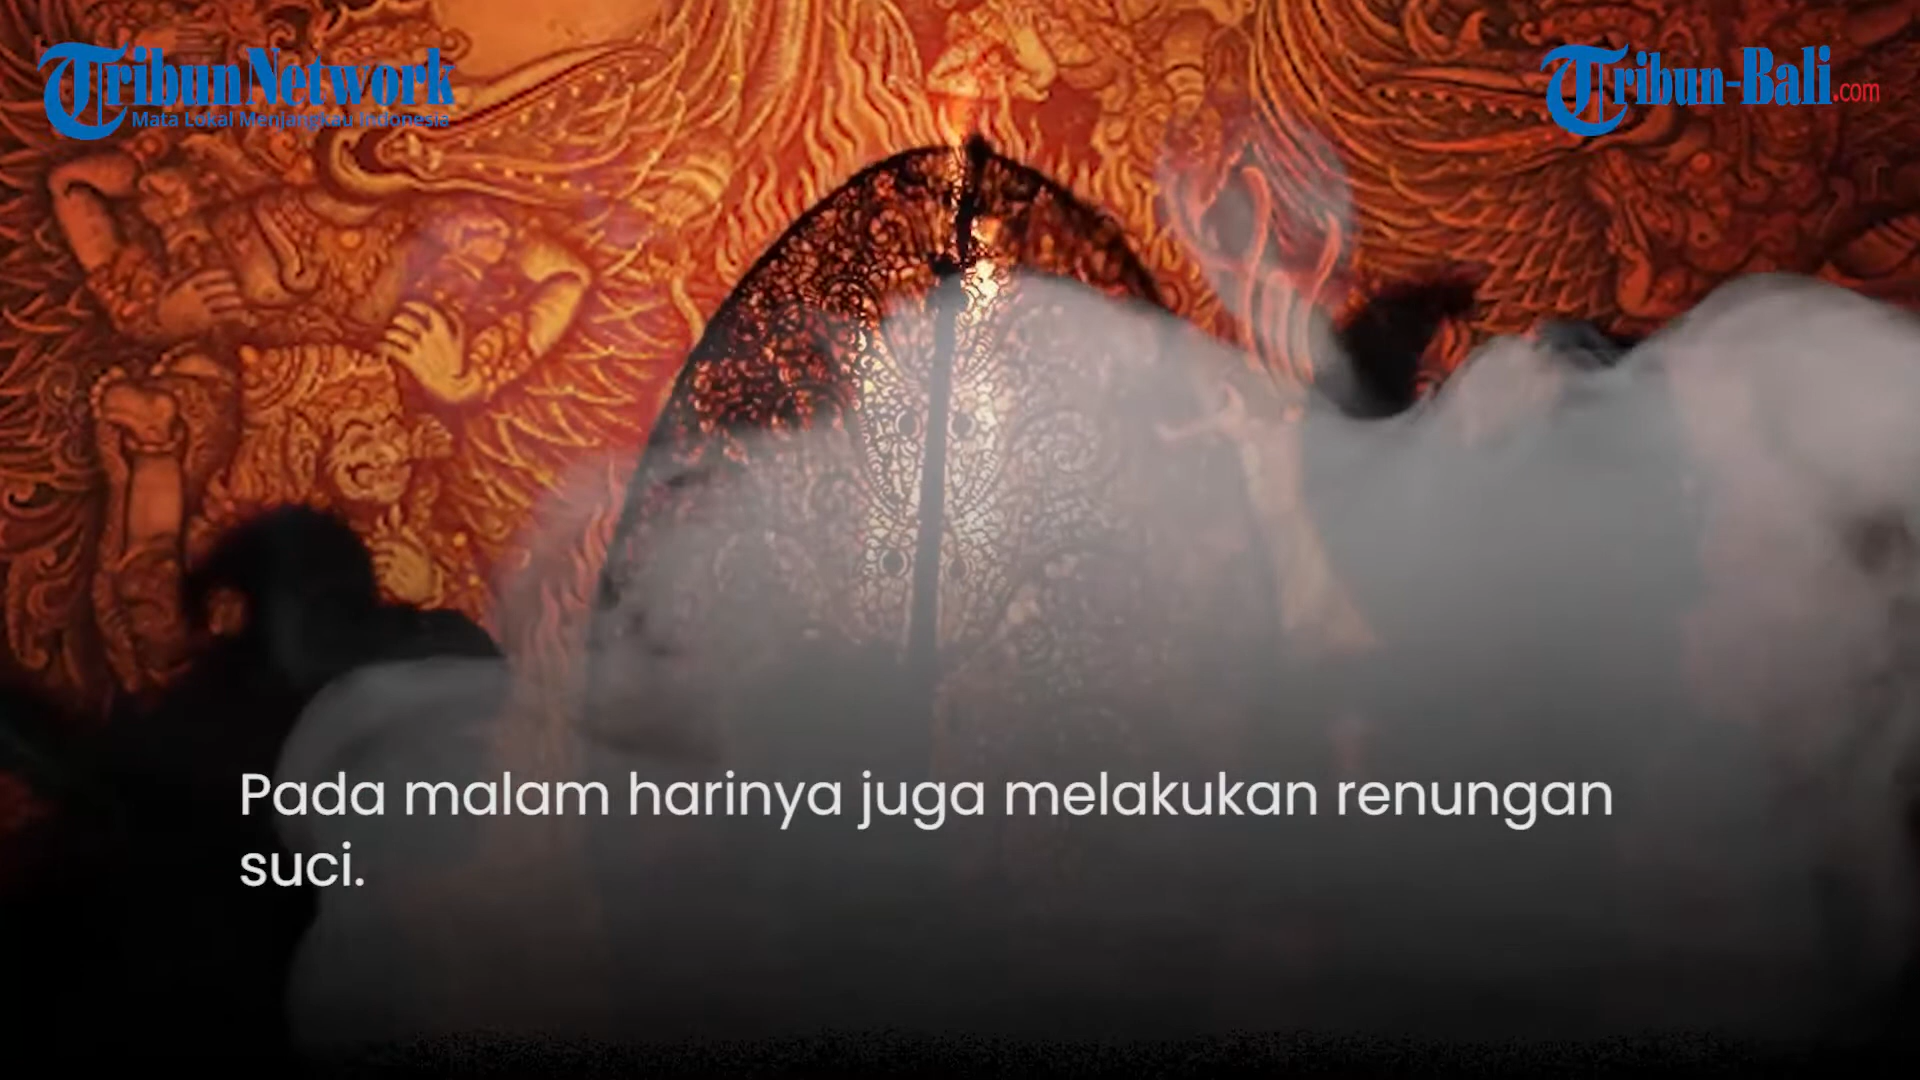 TribunNetwork
Mata Lokal Menjangkau Indonesia
Tribun-Bali.com
Pada malam harinya juga melakukan renungan
suci.